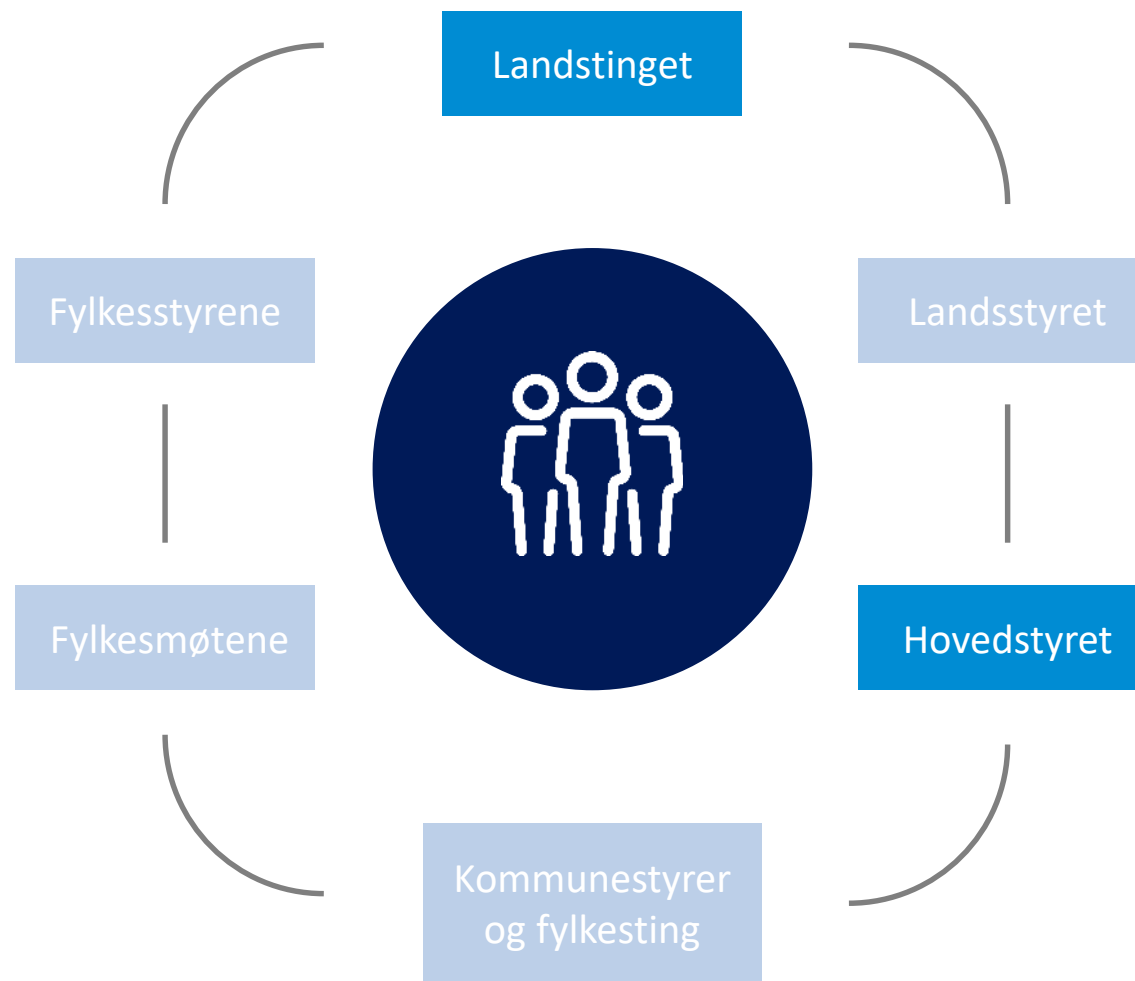 Landstinget
Fylkesstyrene
Landsstyret
Fylkesmøtene
Hovedstyret
Kommunestyrer
og fylkesting